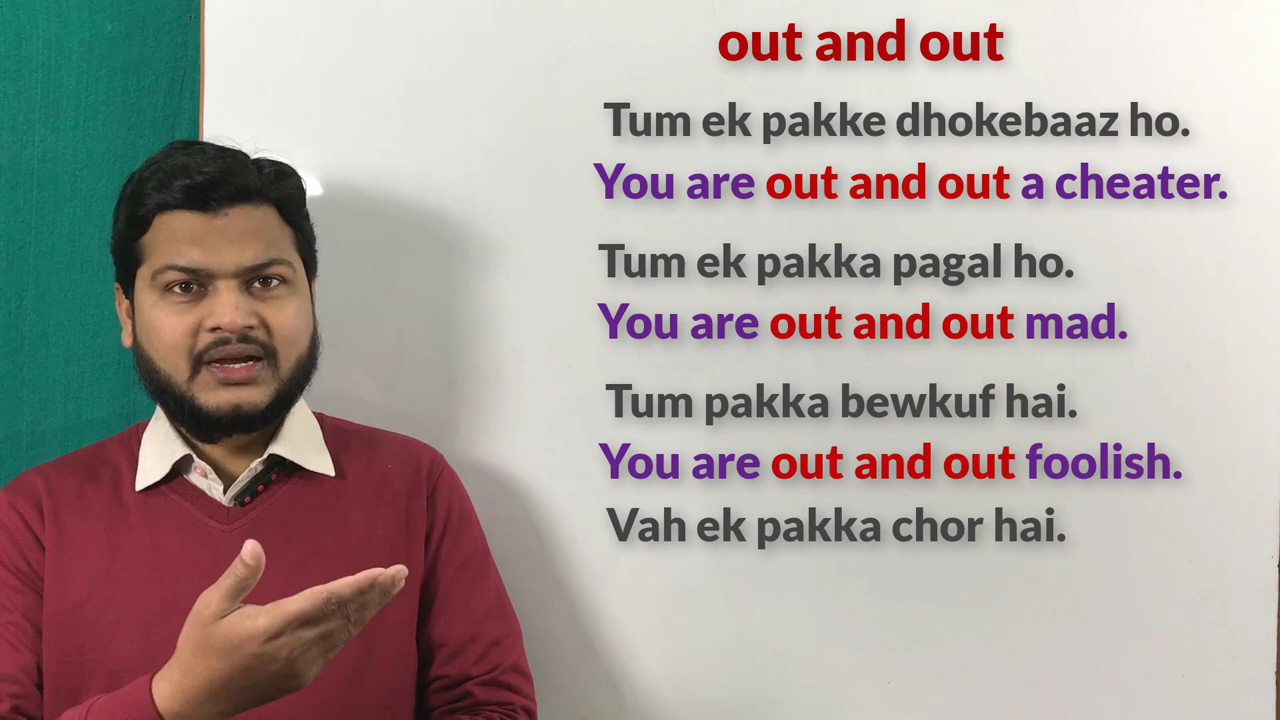 out and out
Tum ek pakke dhokebaaz ho.
You are out and out a cheater.
Tum ek pakka pagal ho.
You are out and out mad.
Tum pakka bewkuf hai.
You are out and out foolish.
Vah ek pakka chor hai.